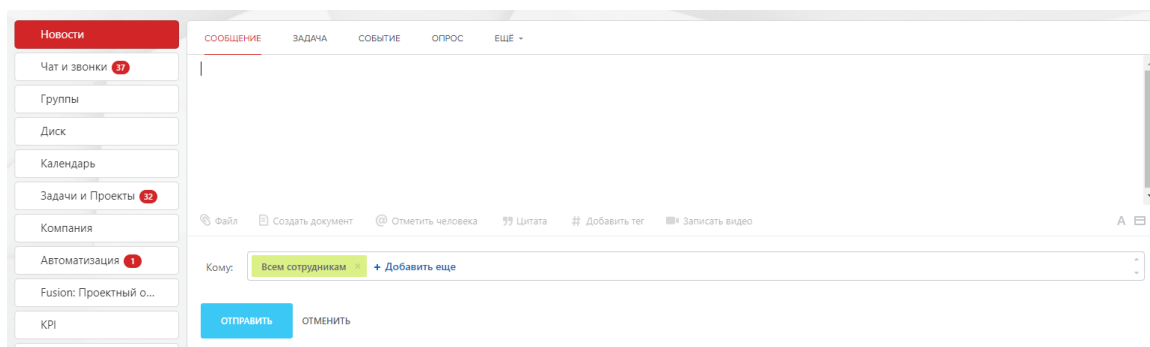 Новости
Чат и звонки 37
Группы
Диск
Календарь
Задачи и Проекты 32
Компания
Автоматизация 1
Fusion: Проектный о...
KPI
СООБЩЕНИЕ ЗАДАЧА СОБЫТИЕ ОПРОС ЕЩЁ
Файл Создать документ @ Отметить человека Цитата # Добавить тег Записать видео A
Кому: Всем сотрудникам × + Добавить еще
ОТПРАВИТЬ ОТМЕНИТЬ